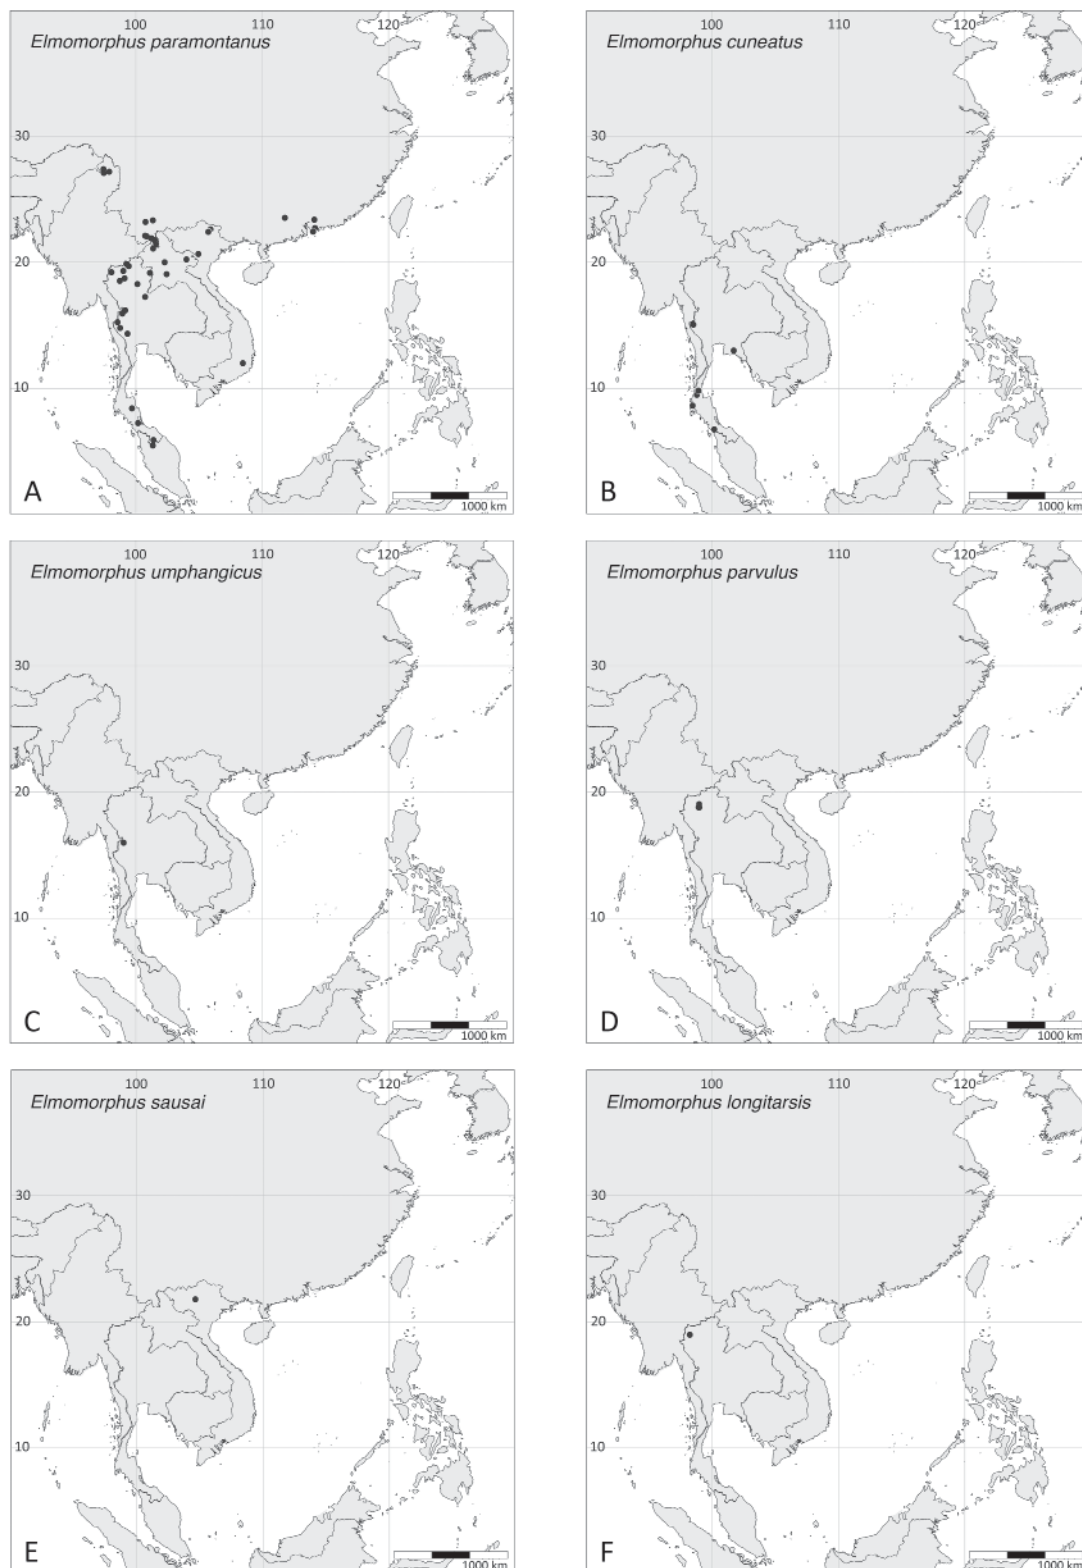 100 110 120
Elmomorphus paramontanus
30
20
10
A
1000 km
100 110 120
Elmomorphus cuneatus
30
20
10
B
1000 km
100 110 120
Elmomorphus umphangicus
30
20
10
C
1000 km
100 110 120
Elmomorphus parvulus
30
20
10
D
1000 km
100 110 120
Elmomorphus sausai
30
20
10
E
1000 km
100 110 120
Elmomorphus longitarsis
30
20
10
F
1000 km